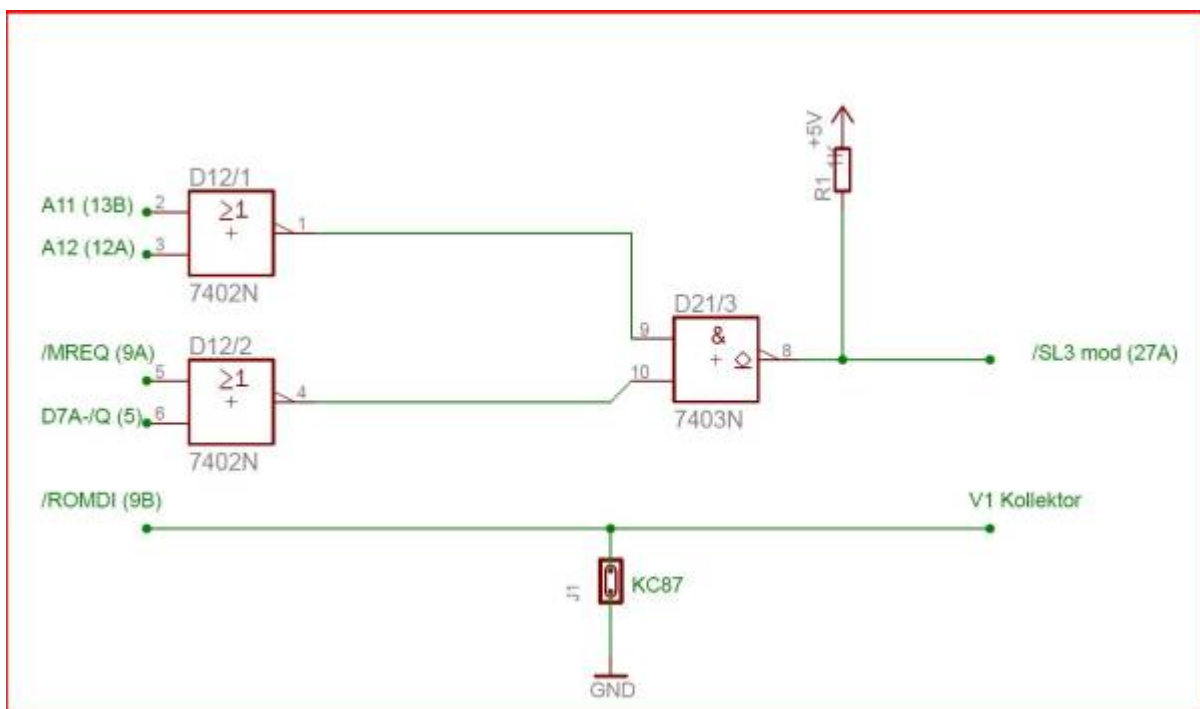 +5V
R1 1K
D12/1
A11 (13B) 2
≥1
+
1
A12 (12A) 3
7402N
D21/3
9
&
+
8
/SL3 mod (27A)
10
7403N
/MREQ (9A)
D12/2
5
≥1
+
4
D7A-/Q (5) 6
7402N
/ROMDI (9B)
V1 Kollektor
J1
KC87
GND